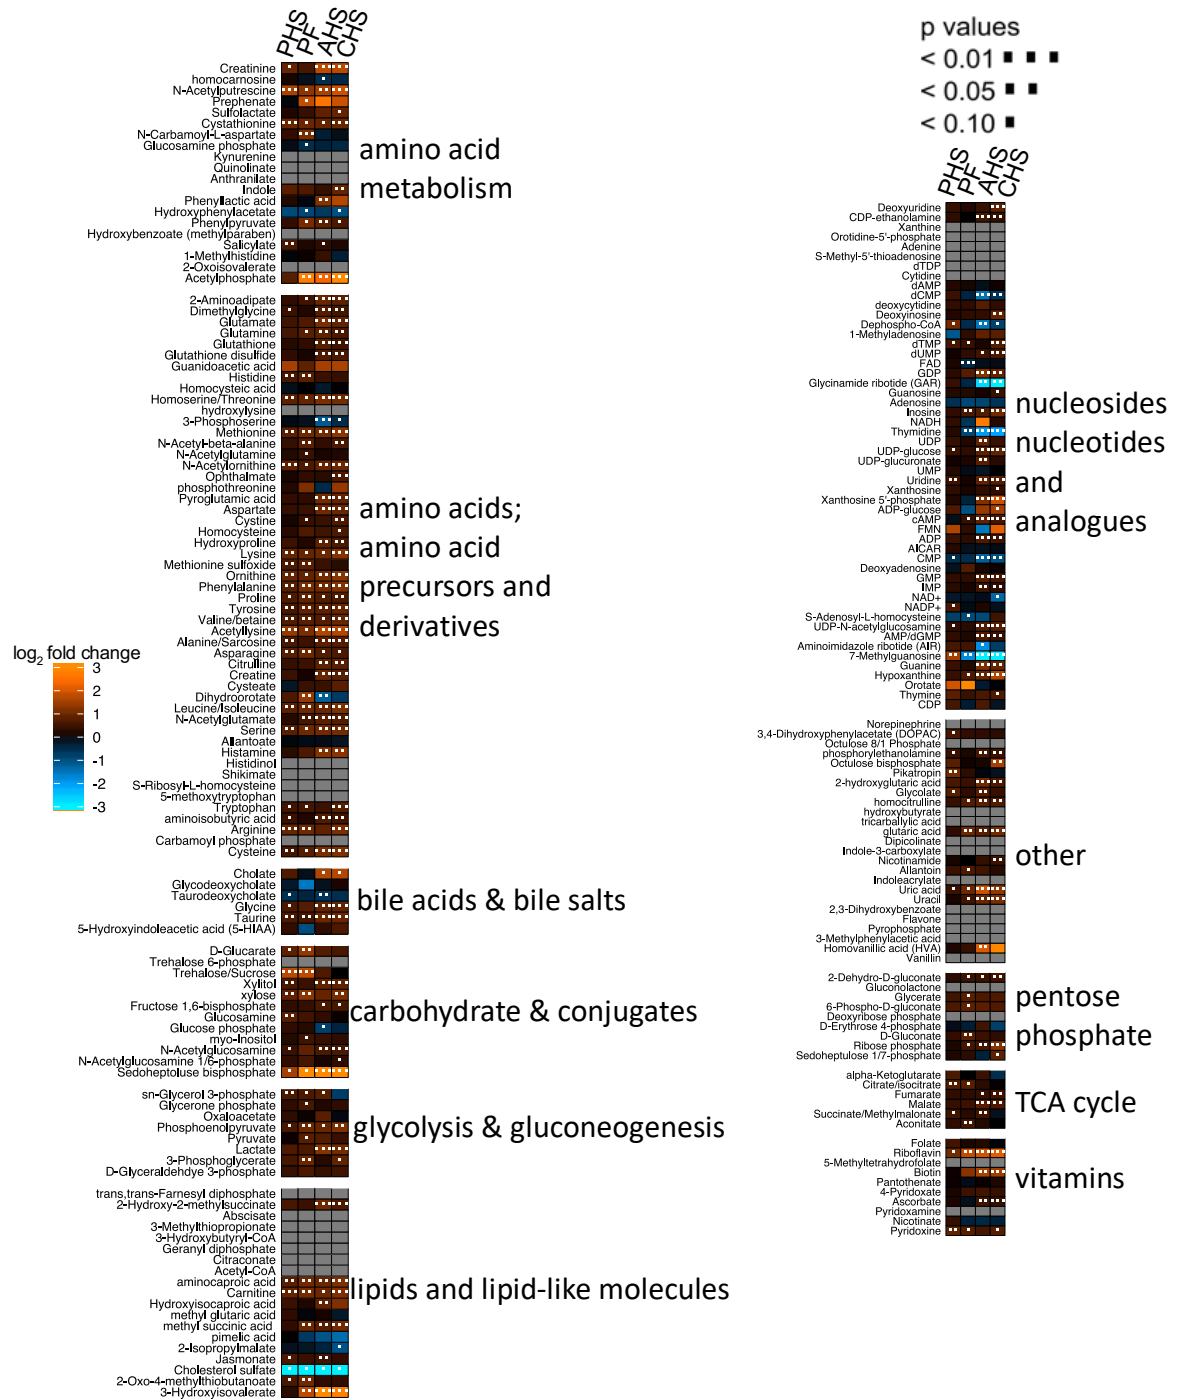 PHS PF AHS CHS
Creatinine
homocarnosine
N-Acetylputrescine
Prephenate
Sulfolactate
Cystathionine
N-Carbamoyl-L-aspartate
Glucosamine phosphate
Kynurenine
Quinolinate
Anthranilate
Indole
Phenyllactic acid
Hydroxyphenylacetate
Phenylpyruvate
Hydroxybenzoate (methylparaben)
Salicylate
1-Methylhistidine
2-Oxoisovalerate
Acetylphosphate
amino acid
metabolism
2-Aminoadipate
Dimethylglycine
Glutamate
Glutamine
Glutathione
Glutathione disulfide
Guanidoacetic acid
Histidine
Homocysteic acid
Homoserine/Threonine
hydroxylysine
3-Phosphoserine
Methionine
N-Acetyl-beta-alanine
N-Acetylglutamine
N-Acetylornithine
Ophthalmate
phosphothreonine
Pyroglutamic acid
Aspartate
Cystine
Homocysteine
Hydroxyproline
Lysine
Methionine sulfoxide
Ornithine
Phenylalanine
Proline
Tyrosine
Valine/betaine
Acetyllysine
Alanine/Sarcosine
Asparagine
Citrulline
Creatine
Cysteate
Dihydroorotate
Leucine/Isoleucine
N-Acetylglutamate
Serine
Allantoate
Histamine
Histidinol
Shikimate
S-Ribosyl-L-homocysteine
5-methoxytryptophan
Tryptophan
aminoisobutyric acid
Arginine
Carbamoyl phosphate
Cysteine
amino acids;
amino acid
precursors and
derivatives
log2 fold change
3
2
1
0
-1
-2
-3
Cholate
Glycodeoxycholate
Taurodeoxycholate
Glycine
Taurine
5-Hydroxyindoleacetic acid (5-HIAA)
bile acids & bile salts
D-Glucarate
Trehalose 6-phosphate
Trehalose/Sucrose
Xylitol
xylose
Fructose 1,6-bisphosphate
Glucosamine
Glucose phosphate
myo-Inositol
N-Acetylglucosamine
N-Acetylglucosamine 1/6-phosphate
Sedoheptoluse bisphosphate
carbohydrate & conjugates
sn-Glycerol 3-phosphate
Glycerone phosphate
Oxaloacetate
Phosphoenolpyruvate
Pyruvate
Lactate
3-Phosphoglycerate
D-Glyceraldehdye 3-phosphate
glycolysis & gluconeogenesis
trans,trans-Farnesyl diphosphate
2-Hydroxy-2-methylsuccinate
Abscisate
3-Methylthiopropionate
3-Hydroxybutyryl-CoA
Geranyl diphosphate
Citraconate
Acetyl-CoA
aminocaproic acid
Carnitine
Hydroxyisocaproic acid
methyl glutaric acid
methyl succinic acid
pimelic acid
2-Isopropylmalate
Jasmonate
Cholesterol sulfate
2-Oxo-4-methylthiobutanoate
3-Hydroxyisovalerate
lipids and lipid-like molecules
p values
< 0.01
< 0.05
< 0.10
PHS PF AHS CHS
Deoxyuridine
CDP-ethanolamine
Xanthine
Orotidine-5'-phosphate
Adenine
S-Methyl-5'-thioadenosine
dTDP
Cytidine
dAMP
dCMP
deoxycytidine
Deoxyinosine
Dephospho-CoA
1-Methyladenosine
dTMP
dUMP
FAD
GDP
Glycinamide ribotide (GAR)
Guanosine
Adenosine
Inosine
NADH
Thymidine
UDP
UDP-glucose
UDP-glucuronate
UMP
Uridine
Xanthosine
Xanthosine 5'-phosphate
ADP-glucose
cAMP
FMN
ADP
AICAR
CMP
Deoxyadenosine
GMP
IMP
NAD+
NADP+
S-Adenosyl-L-homocysteine
UDP-N-acetylglucosamine
AMP/dGMP
Aminoimidazole ribotide (AIR)
7-Methylguanosine
Guanine
Hypoxanthine
Orotate
Thymine
CDP
nucleosides
nucleotides
and
analogues
Norepinephrine
3,4-Dihydroxyphenylacetate (DOPAC)
Octulose 8/1 Phosphate
phosphorylethanolamine
Octulose bisphosphate
Pikatropin
2-hydroxyglutaric acid
Glycolate
homocitrulline
hydroxybutyrate
tricarballylic acid
glutaric acid
Dipicolinate
Indole-3-carboxylate
Nicotinamide
Allantoin
Indoleacrylate
Uric acid
Uracil
2,3-Dihydroxybenzoate
Flavone
Pyrophosphate
3-Methylphenylacetic acid
Homovanillic acid (HVA)
Vanillin
other
2-Dehydro-D-gluconate
Gluconolactone
Glycerate
6-Phospho-D-gluconate
Deoxyribose phosphate
D-Erythrose 4-phosphate
D-Gluconate
Ribose phosphate
Sedoheptulose 1/7-phosphate
pentose
phosphate
alpha-Ketoglutarate
Citrate/isocitrate
Fumarate
Malate
Succinate/Methylmalonate
Aconitate
TCA cycle
Folate
Riboflavin
5-Methyltetrahydrofolate
Biotin
Pantothenate
4-Pyridoxate
Ascorbate
Pyridoxamine
Nicotinate
Pyridoxine
vitamins